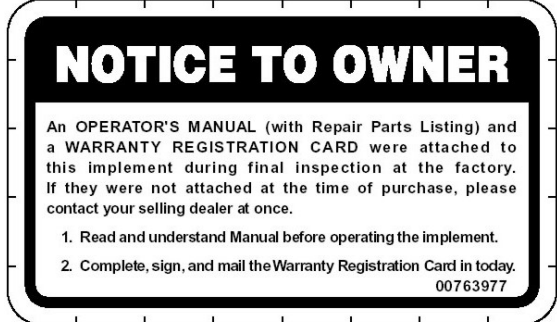 NOTICE TO OWNER
An OPERATOR'S MANUAL (with Repair Parts Listing) and
a WARRANTY REGISTRATION CARD were attached to
this implement during final inspection at the factory.
If they were not attached at the time of purchase, please
contact your selling dealer at once.
1. Read and understand Manual before operating the implement.
2. Complete, sign, and mail the Warranty Registration Card in today.
00763977